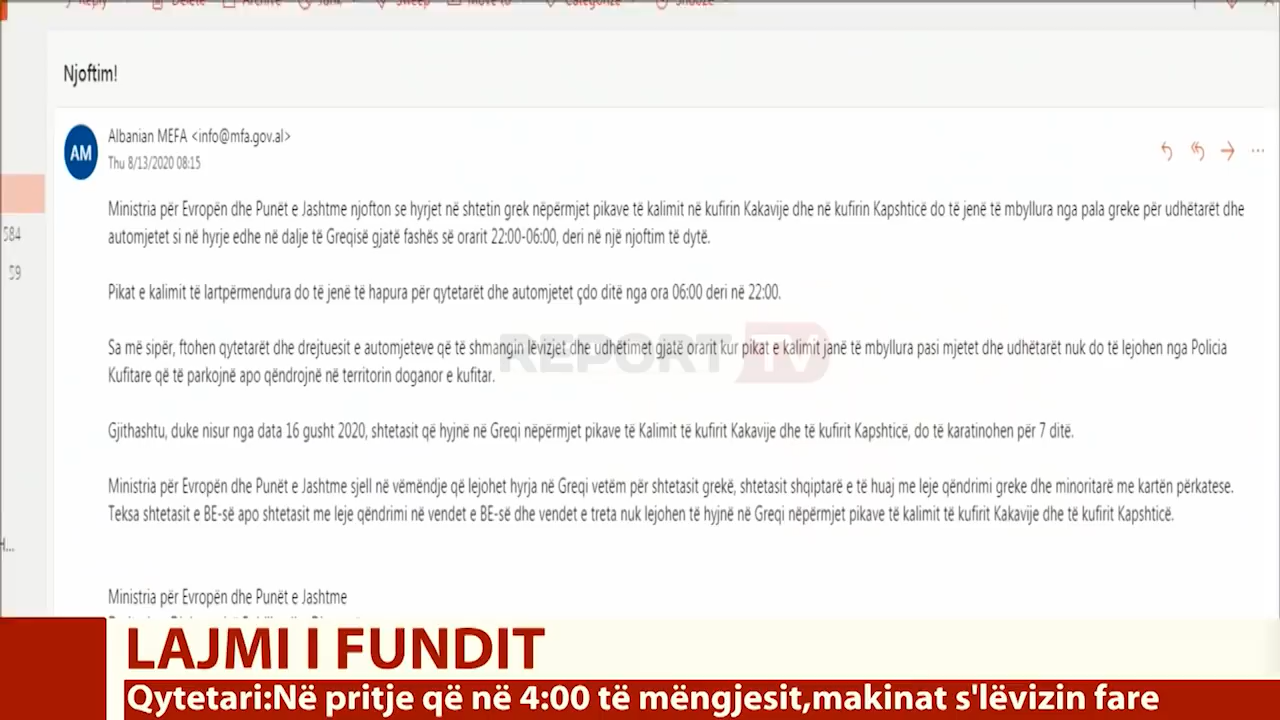 Reply Delete Archive Junk Sweep Move to Categorize Snooze
Njoftim!
AM
Albanian MEFA <info@mfa.gov.al>
Thu 8/13/2020 08:15
Ministria për Evropën dhe Punët e Jashtme njofton se hyrjet në shtetin grek nëpërmjet pikave të kalimit në kufirin Kakavije dhe në kufirin Kapshticë do të jenë të mbyllura nga pala greke për udhëtarët dhe
584
automjetet si në hyrje edhe në dalje të Greqisë gjatë fashës së orarit 22:00-06:00, deri në një njoftim të dytë.
59
Pikat e kalimit të lartpërmendura do të jenë të hapura për qytetarët dhe automjetet çdo ditë nga ora 06:00 deri në 22:00.
REPORT TV
Sa më sipër, ftohen qytetarët dhe drejtuesit e automjeteve që të shmangin lëvizjet dhe udhëtimet gjatë orarit kur pikat e kalimit janë të mbyllura pasi mjetet dhe udhëtarët nuk do të lejohen nga Policia
Kufitare që të parkojnë apo qëndrojnë në territorin doganor e kufitar.
Gjithashtu, duke nisur nga data 16 gusht 2020, shtetasit që hyjnë në Greqi nëpërmjet pikave të Kalimit të kufirit Kakavije dhe të kufirit Kapshticë, do të karatinohen për 7 ditë.
Ministria për Evropën dhe Punët e Jashtme sjell në vëmëndje që lejohet hyrja në Greqi vetëm për shtetasit grekë, shtetasit shqiptarë e të huaj me leje qëndrimi greke dhe minoritarë me kartën përkatese.
Teksa shtetasit e BE-së apo shtetasit me leje qëndrimi në vendet e BE-së dhe vendet e treta nuk lejohen të hyjnë në Greqi nëpërmjet pikave të kalimit të kufirit Kakavije dhe të kufirit Kapshticë.
H...
Ministria për Evropën dhe Punët e Jashtme
LAJMI I FUNDIT
Qytetari:Në pritje që në 4:00 të mëngjesit,makinat s'lëvizin fare